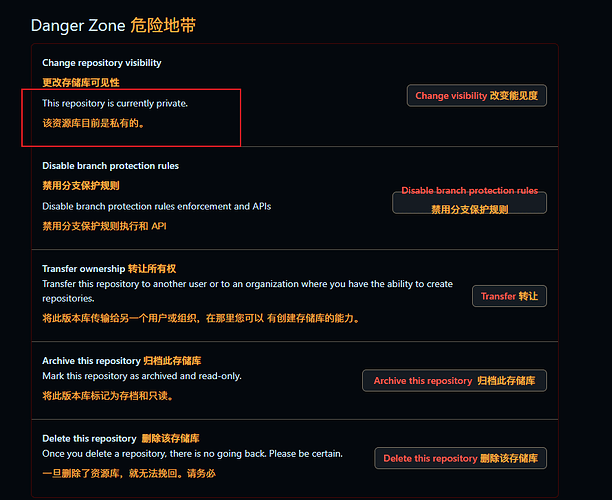 Danger Zone 危险地带
Change repository visibility
更改存储库可见性
This repository is currently private.
该资源库目前是私有的。
Change visibility 改变能见度
Disable branch protection rules
禁用分支保护规则
Disable branch protection rules enforcement and APIs
禁用分支保护规则执行和 API
Disable branch protection rules
禁用分支保护规则
Transfer ownership 转让所有权
Transfer this repository to another user or to an organization where you have the ability to create
repositories.
将此版本库传输给另一个用户或组织，在那里您可以 有创建存储库的能力。
Transfer 转让
Archive this repository 归档此存储库
Mark this repository as archived and read-only.
将此版本库标记为存档和只读。
Archive this repository 归档此存储库
Delete this repository 删除该存储库
Once you delete a repository, there is no going back. Please be certain.
一旦删除了资源库，就无法挽回。请务必
Delete this repository 删除该存储库